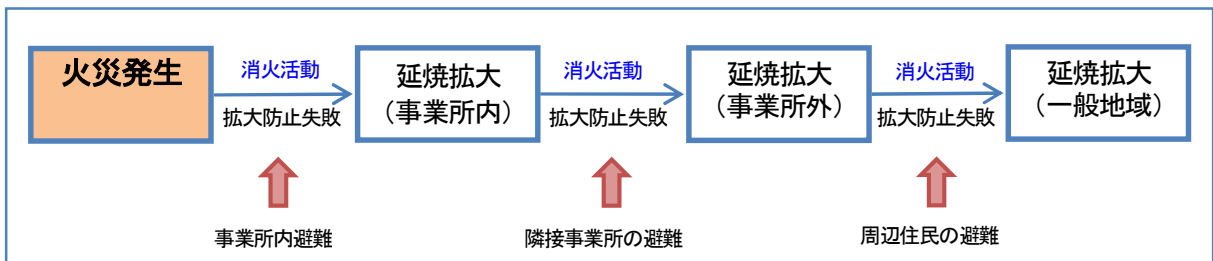 火災発生
消火活動
拡大防止失敗
延焼拡大
（事業所内）
消火活動
拡大防止失敗
延焼拡大
（事業所外）
消火活動
拡大防止失敗
延焼拡大
（一般地域）
事業所内避難
隣接事業所の避難
周辺住民の避難